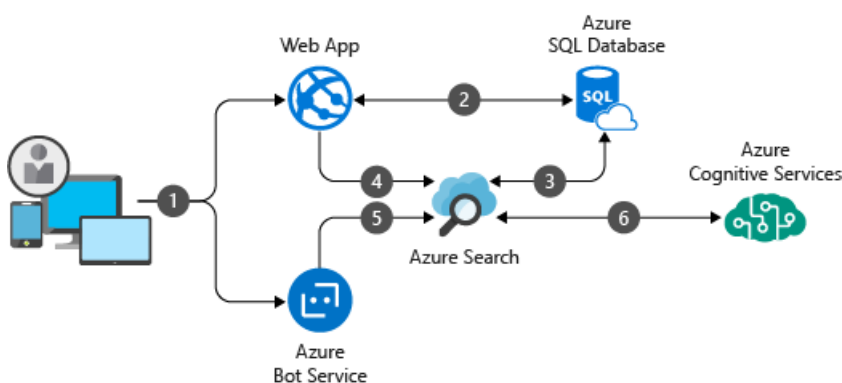 Web App
Azure
SQL Database
SQL
2
Azure
Cognitive Services
1
4
3
5
6
Azure Search
Azure
Bot Service